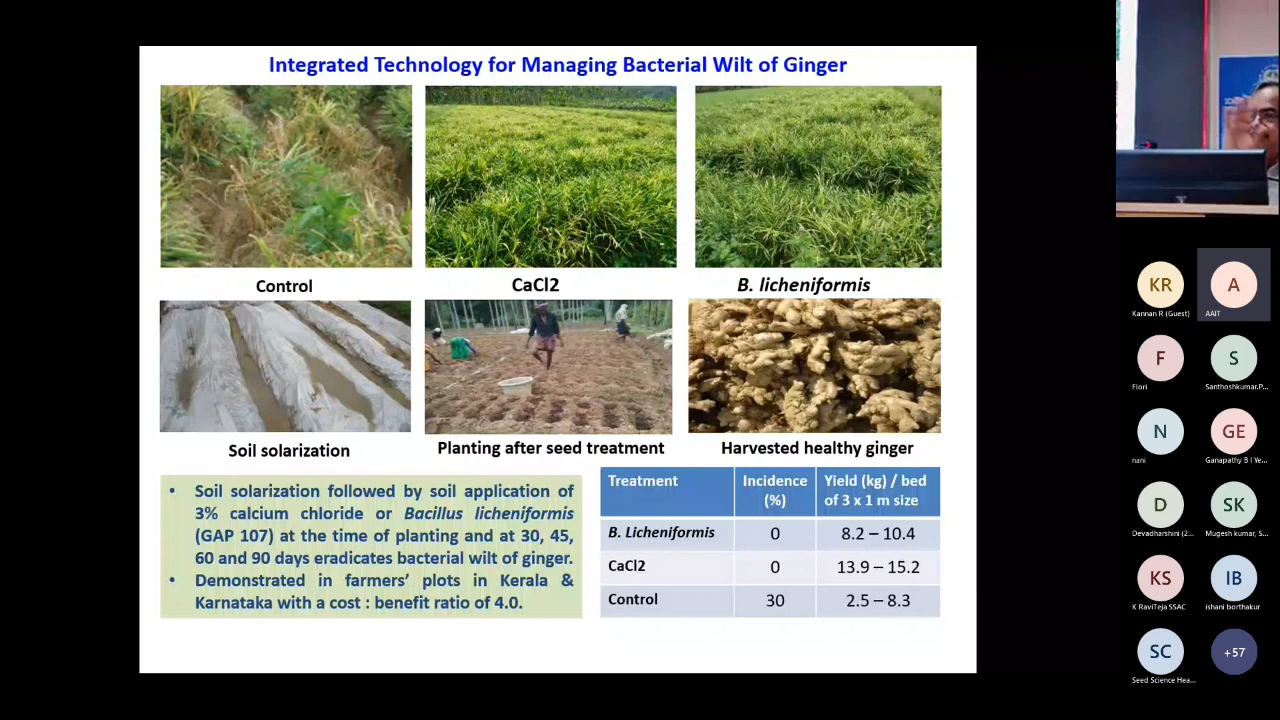 Integrated Technology for Managing Bacterial Wilt of Ginger
Control
CaCl2
B. licheniformis
Soil solarization
Planting after seed treatment
Harvested healthy ginger
• Soil solarization followed by soil application of
3% calcium chloride or Bacillus licheniformis
(GAP 107) at the time of planting and at 30, 45,
60 and 90 days eradicates bacterial wilt of ginger.
• Demonstrated in farmers' plots in Kerala &
Karnataka with a cost : benefit ratio of 4.0.
Treatment Incidence (%) Yield (kg) / bed of 3 x 1 m size
B. Licheniformis 0 8.2 – 10.4
CaCl2 0 13.9 – 15.2
Control 30 2.5 – 8.3
KR
Kannan R (Guest)
A
AAIT
F
Flori
S
Santhoshkumar.P...
N
nani
GE
Ganapathy B I Ye...
D
Devadharshini (2...
SK
Mugesh kumar, S...
KS
K RaviTeja SSAC
IB
ishani borthakur
SC
Seed Science Hea...
+57